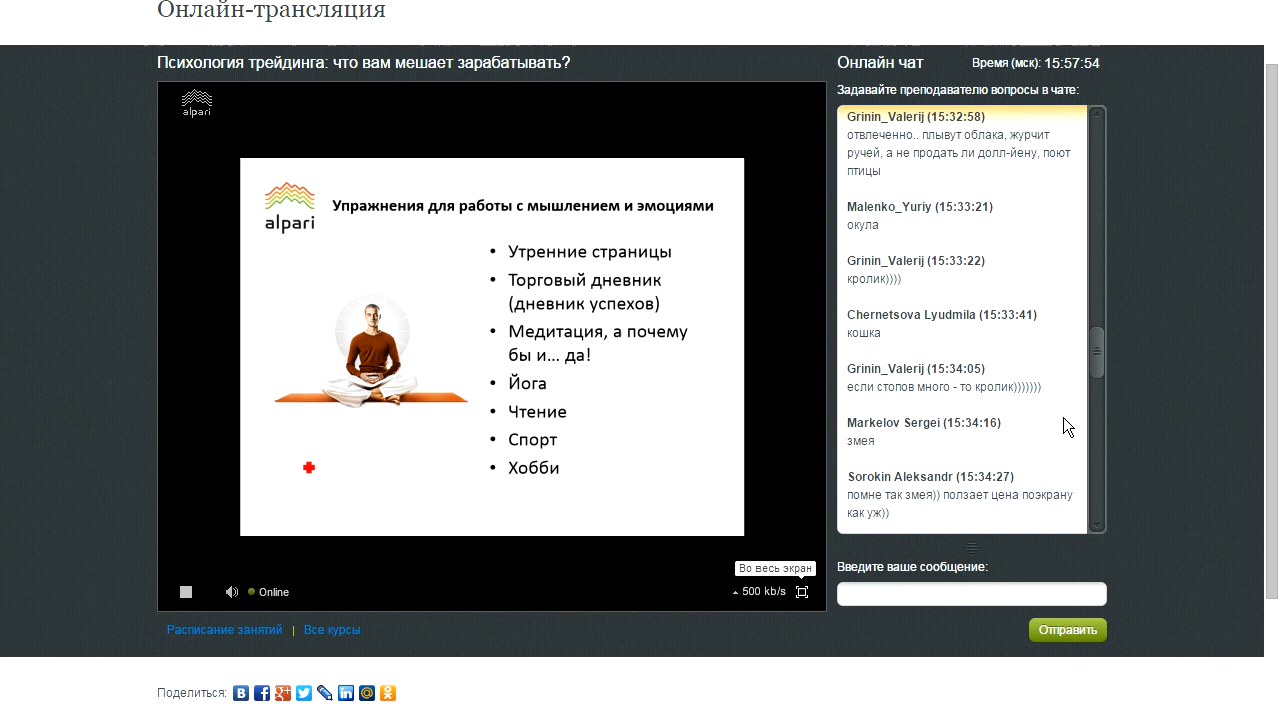 Онлайн-трансляция
Психология трейдинга: что вам мешает зарабатывать?
alpari
alpari
Упражнения для работы с мышлением и эмоциями
• Утренние страницы
• Торговый дневник
(дневник успехов)
• Медитация, а почему
бы и... да!
• Йога
• Чтение
• Спорт
• Хобби
Во весь экран
Online
500 kb/s
Расписание занятий | Все курсы
Онлайн чат
Время (мск): 15:57:54
Задавайте преподавателю вопросы в чате:
Grinin_Valerij (15:32:58)
отвлеченно.. плывут облака, журчит
ручей, а не продать ли долл-йену, поют
птицы
Malenko_Yuriy (15:33:21)
окула
Grinin_Valerij (15:33:22)
кролик))))
Chernetsova Lyudmila (15:33:41)
кошка
Grinin_Valerij (15:34:05)
если стопов много - то кролик)))))))
Markelov Sergei (15:34:16)
змея
Sorokin Aleksandr (15:34:27)
помне так змея)) ползает цена поэкрану
как уж))
Введите ваше сообщение:
Отправить
Поделиться: